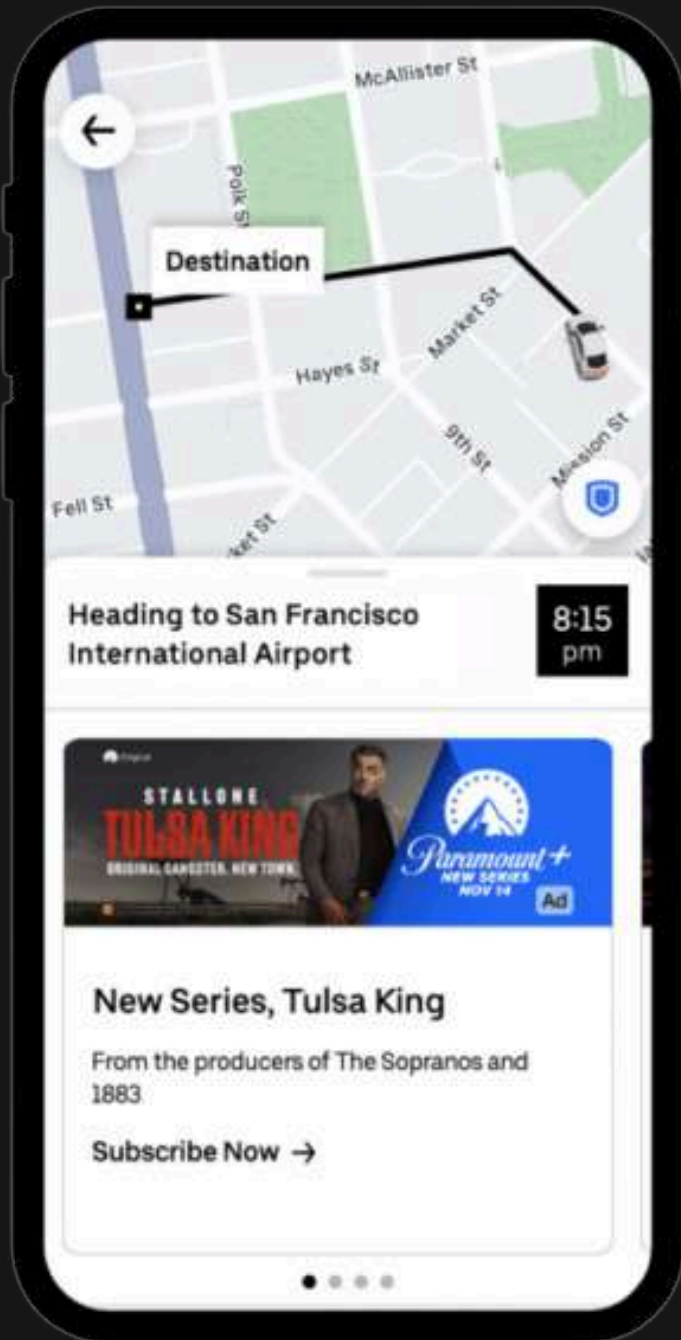 McAllister St
Polk St
Destination
Market St
Hayes St
9th St
Mission St
Fell St
ket St
Heading to San Francisco
International Airport
8:15
pm
STALLONE
TULSA KING
ORIGINAL GANGSTER. NEW TOWN.
Paramount+
NEW SERIES
NOV 14
Ad
New Series, Tulsa King
From the producers of The Sopranos and
1883
Subscribe Now →